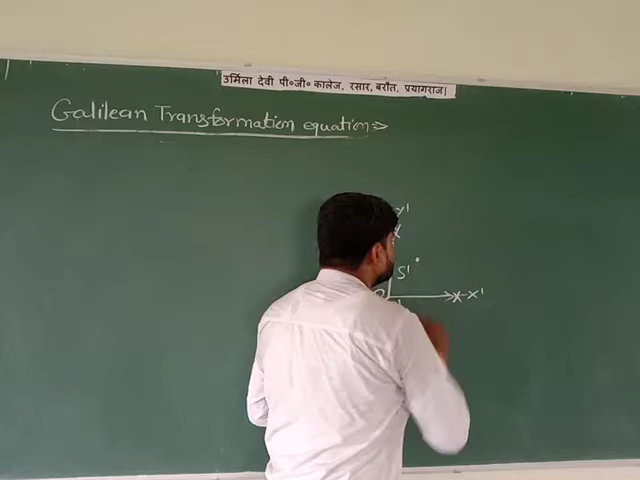 उर्मिला देवी पी०जी० कालेज, रसार, बरौत, प्रयागराज।
Galilean Transformation equation ⇒
Y'
S'
X X'